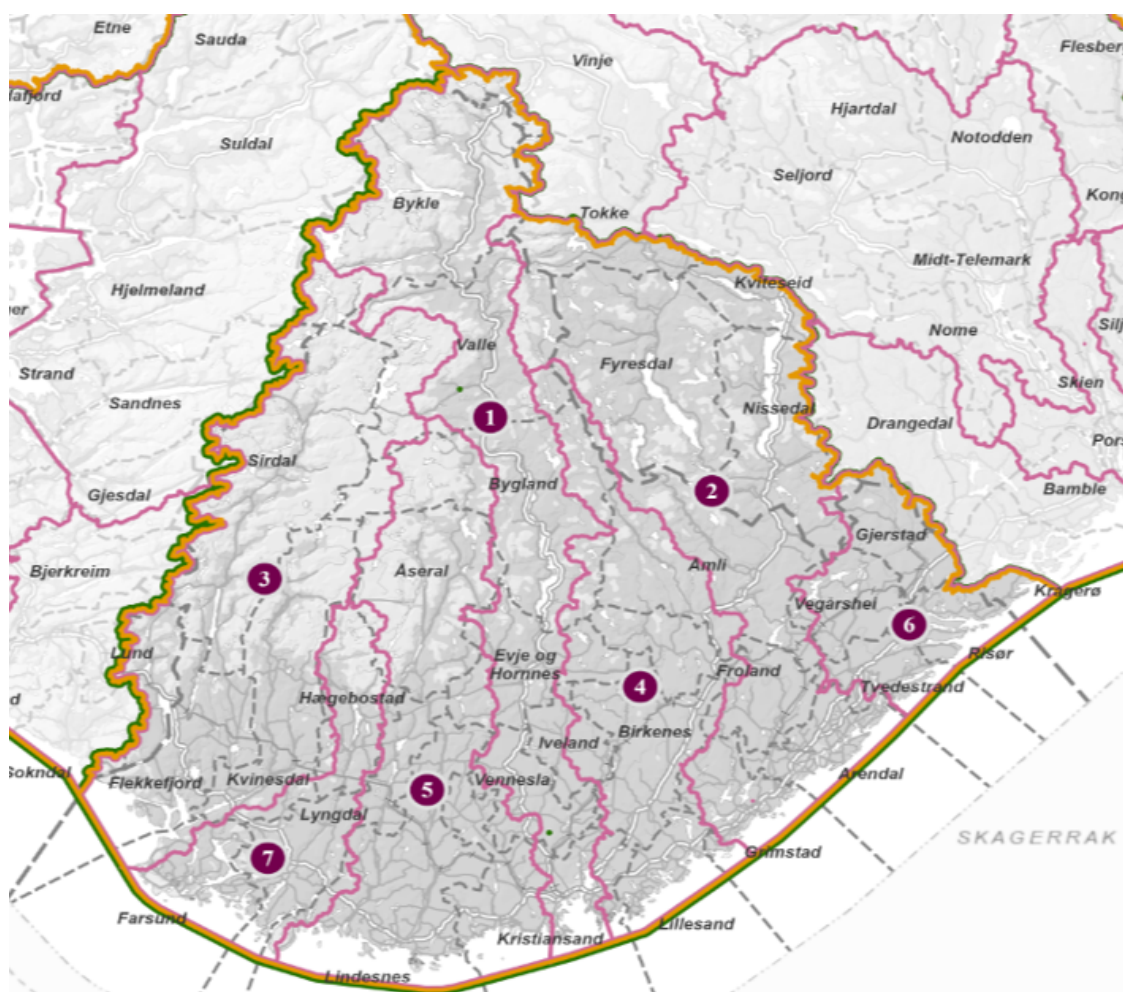 Etne
Sauda
Vinje
Flesberg
Hjartdal
Notodden
Suldal
Seljord
Bykle
Tokke
Midt-Telemark
Hjelmeland
Kviteseid
Nome
Valle
Fyresdal
Strand
Skien
Sandnes
1
Nissedal
Drangedal
Sirdal
Gjesdal
Bygland
2
Bamble
Gjerstad
Bjerkreim
3
Åseral
Åmli
Kragerø
Vegårshei
6
Lund
Evje og
Hornnes
Risør
Froland
4
Tvedestrand
Hægebostad
Birkenes
Iveland
Sokndal
Flekkefjord
Kvinesdal
Vennesla
Arendal
5
Lyngdal
SKAGERRAK
7
Grimstad
Farsund
Lillesand
Kristiansand
Lindesnes